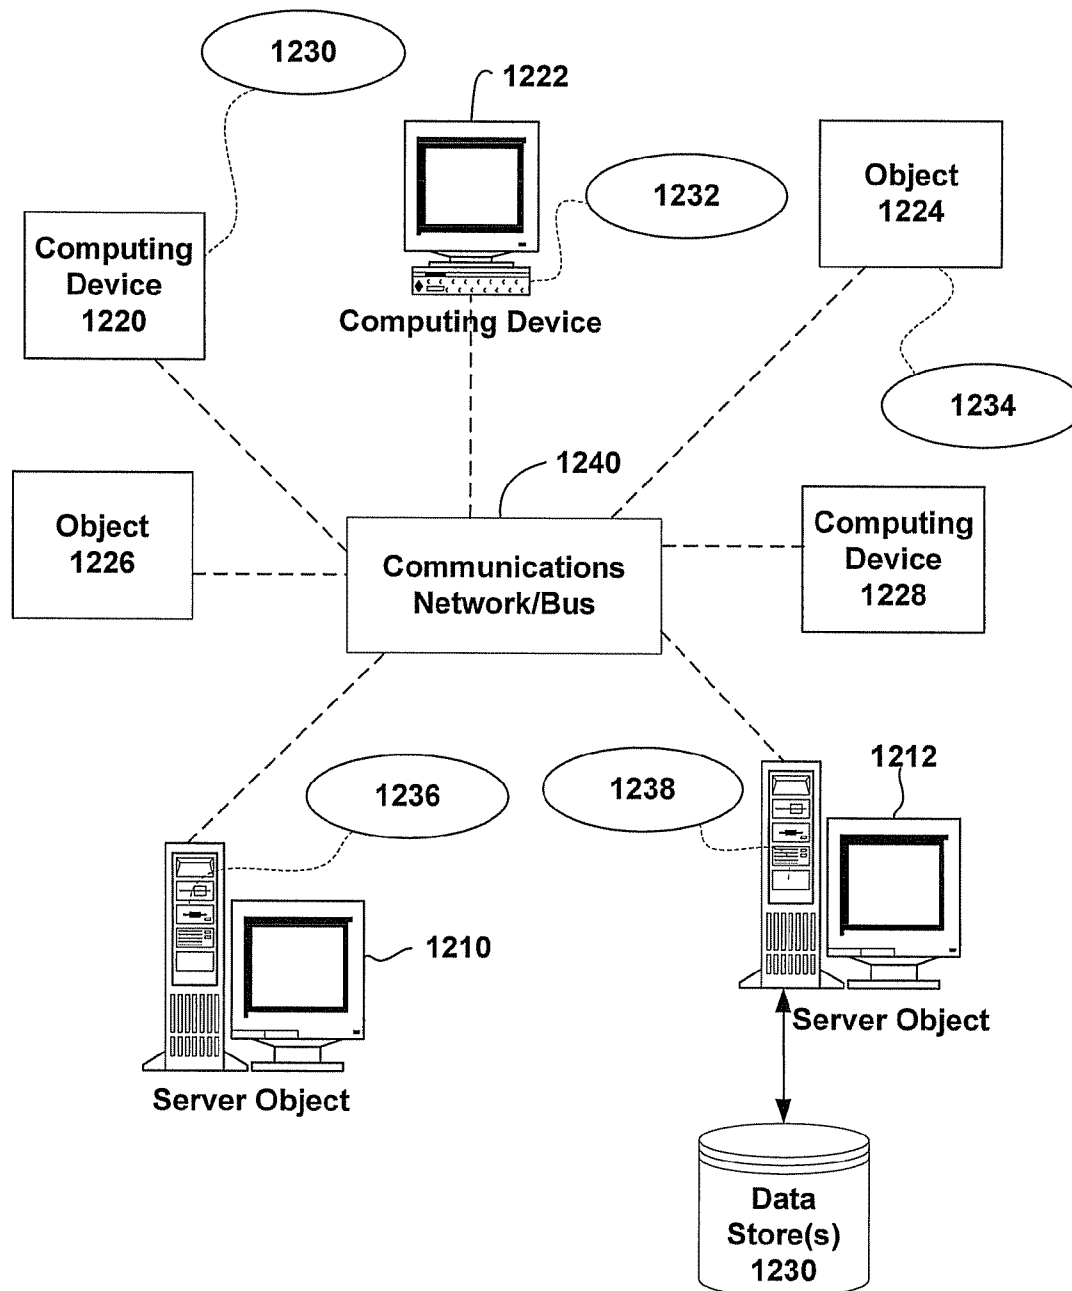 1230
1222
1232
Object
1224
Computing
Device
1220
Computing Device
1234
1240
Object
1226
Communications
Network/Bus
Computing
Device
1228
1236
1238
1212
1210
Server Object
Server Object
Data
Store(s)
1230